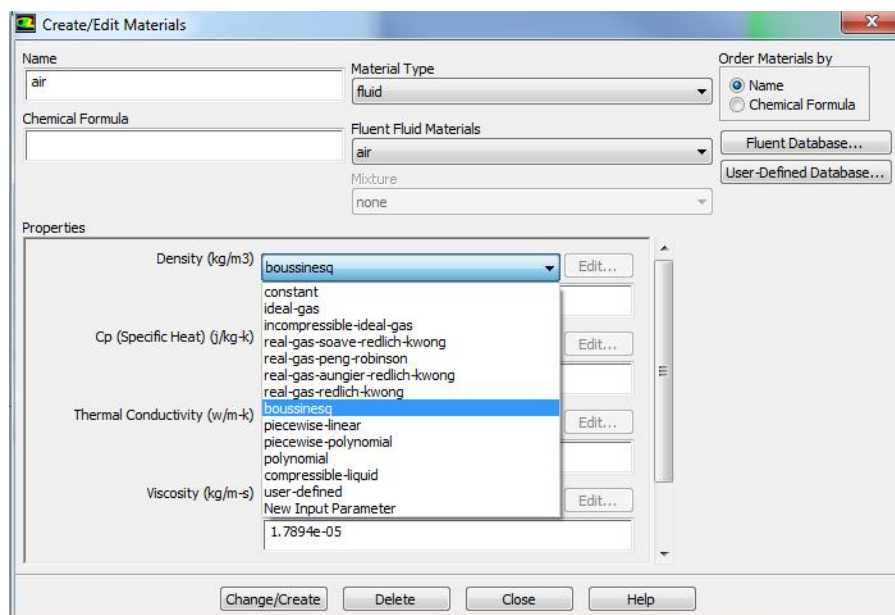 Create/Edit Materials
Name
air
Material Type
fluid
Order Materials by
Name
Chemical Formula
Chemical Formula
Fluent Fluid Materials
air
Fluent Database...
User-Defined Database...
Mixture
none
Properties
Density (kg/m3)
boussinesq
Edit...
constant
ideal-gas
incompressible-ideal-gas
real-gas-soave-redlich-kwong
real-gas-peng-robinson
real-gas-aungier-redlich-kwong
real-gas-redlich-kwong
boussinesq
piecewise-linear
piecewise-polynomial
polynomial
compressible-liquid
user-defined
New Input Parameter
Cp (Specific Heat) (j/kg-k)
Edit...
Thermal Conductivity (w/m-k)
Edit...
Viscosity (kg/m-s)
Edit...
1.7894e-05
Change/Create
Delete
Close
Help